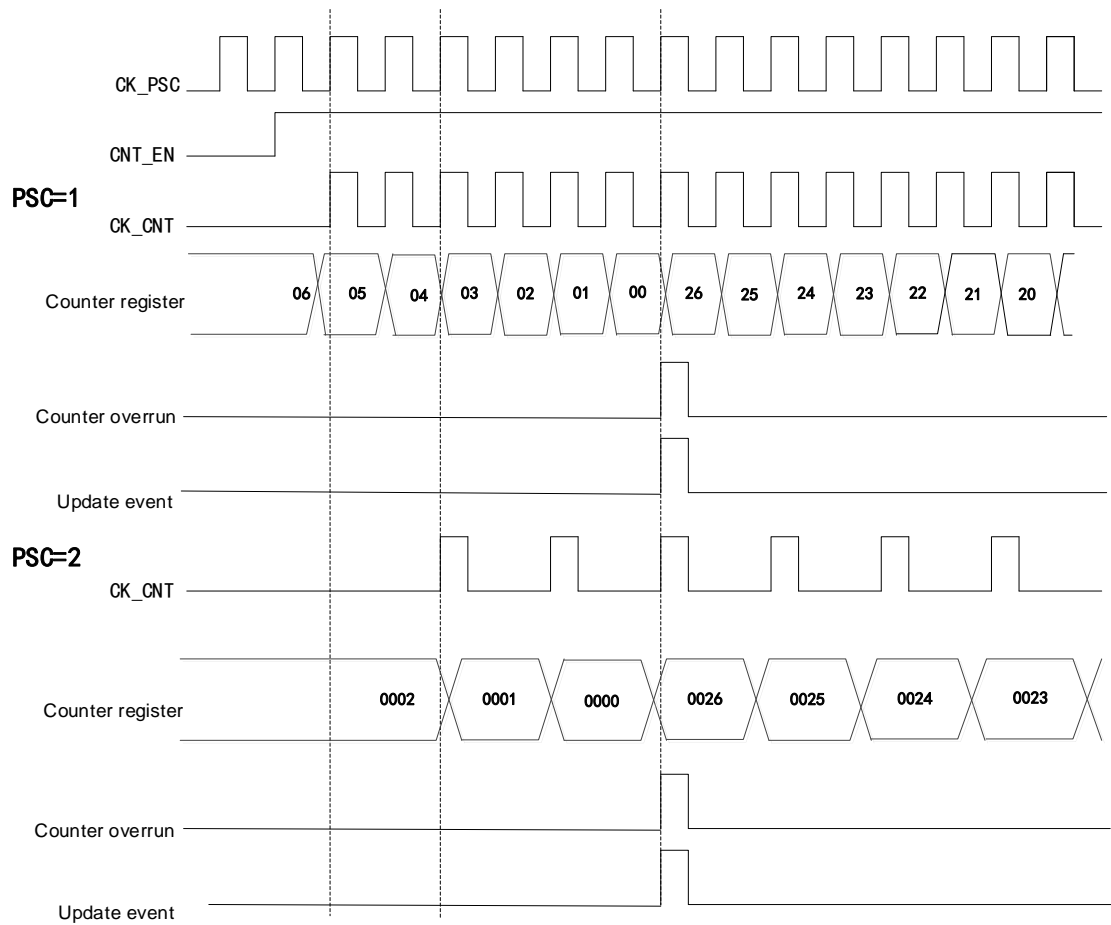 CK_PSC
CNT_EN
PSC=1
CK_CNT
Counter register 06 05 04 03 02 01 00 26 25 24 23 22 21 20
Counter overrun
Update event
PSC=2
CK_CNT
Counter register 0002 0001 0000 0026 0025 0024 0023
Counter overrun
Update event